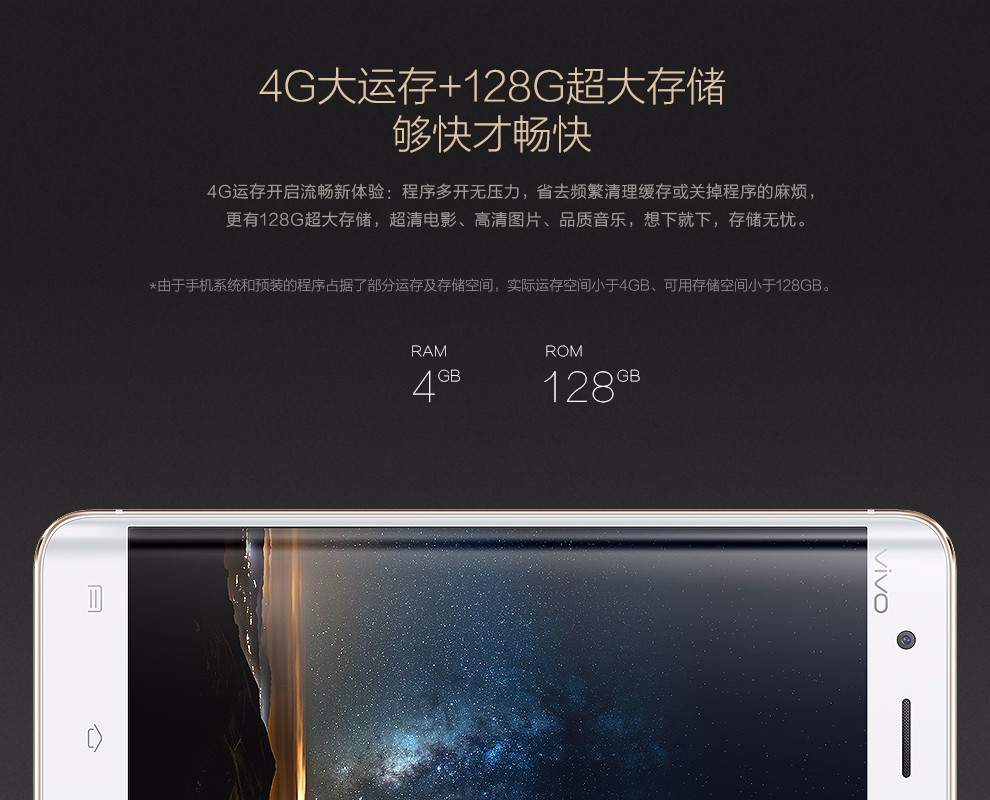 4G大运存+128G超大存储
够快才畅快
4G运存开启流畅新体验：程序多开无压力，省去频繁清理缓存或关掉程序的麻烦，
更有128G超大存储，超清电影、高清图片、品质音乐，想下就下，存储无忧。
*由于手机系统和预装的程序占据了部分运存及存储空间，实际运存空间小于4GB、可用存储空间小于128GB。
RAM ROM
4GB 128GB
vivo